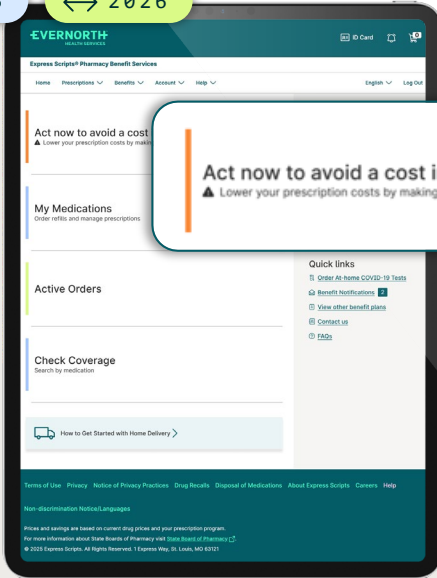 2026
EVERNORTH
HEALTH SERVICES
ID Card
0
Express Scripts® Pharmacy Benefit Services
Home Prescriptions Benefits Account Help English Log Out
Act now to avoid a cost
Lower your prescription costs by makin
Act now to avoid a cost i
Lower your prescription costs by making
My Medications
Order refills and manage prescriptions
Active Orders
Check Coverage
Search by medication
Quick links
Order At-home COVID-19 Tests
Benefit Notifications 2
View other benefit plans
Contact us
FAQs
How to Get Started with Home Delivery
Terms of Use Privacy Notice of Privacy Practices Drug Recalls Disposal of Medications About Express Scripts Careers Help
Non-discrimination Notice/Languages
Prices and savings are based on current drug prices and your prescription program.
For more information about State Boards of Pharmacy visit State Board of Pharmacy.
© 2025 Express Scripts. All Rights Reserved. 1 Express Way, St. Louis, MO 63121